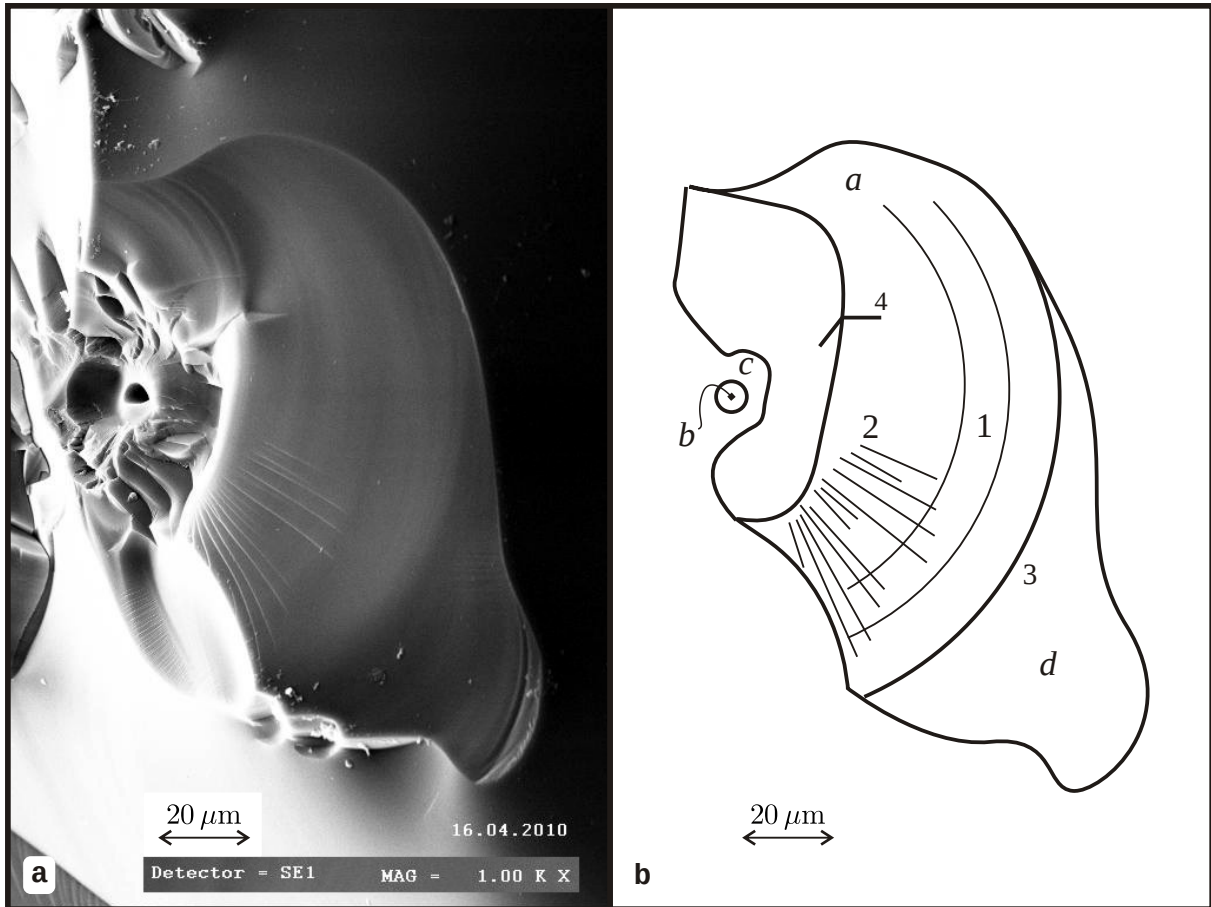 20 μm
16.04.2010
Detector = SE1 MAG = 1.00 K X
a
a
4
c
b
2
1
3
d
20 μm
b